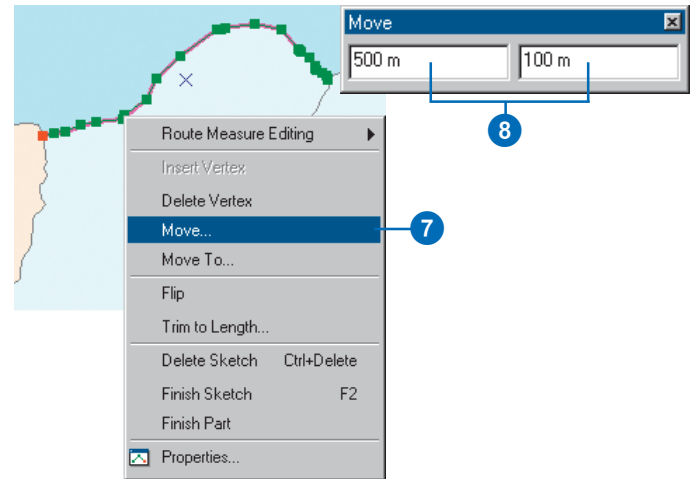 Move
500 m
100 m
8
Route Measure Editing
Insert Vertex
Delete Vertex
Move...
7
Move To...
Flip
Trim to Length...
Delete Sketch Ctrl+Delete
Finish Sketch F2
Finish Part
Properties...